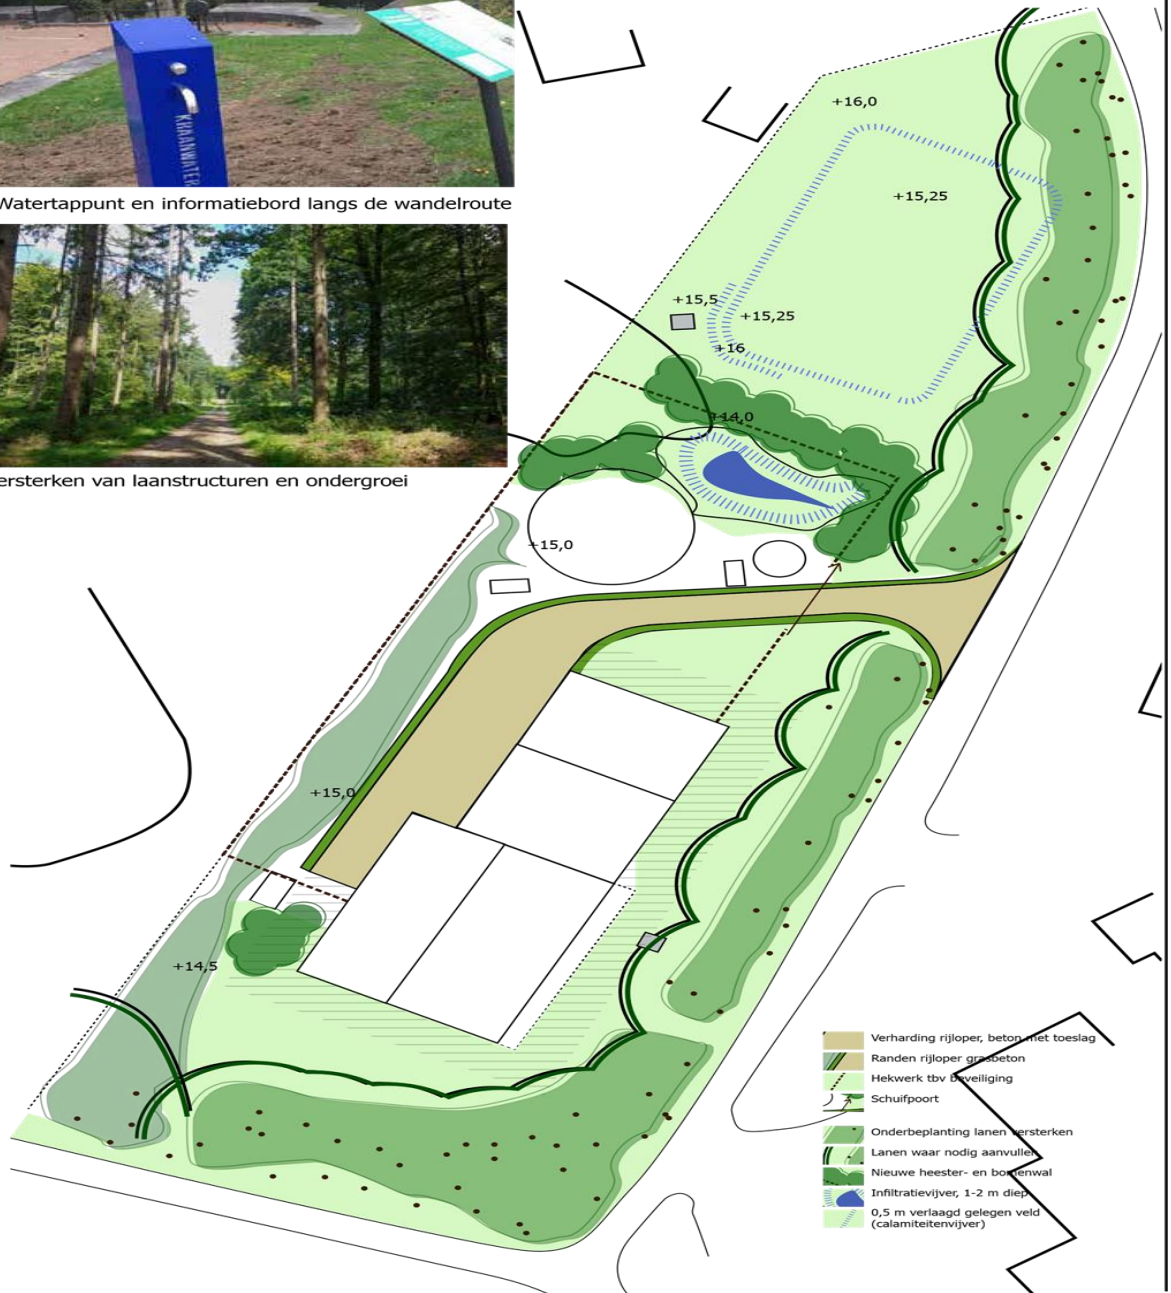 KRAANWATER
Watertappunt en informatiebord langs de wandelroute
ersterken van laanstructuren en ondergroei
+16,0
+15,25
+15,5
+15,25
+16
+14,0
+15,0
+15,0
+14,5
Verharding rijloper, beton met toeslag
Randen rijloper grasbeton
Hekwerk tbv beveiliging
Schuifpoort
Onderbeplanting lanen versterken
Lanen waar nodig aanvullen
Nieuwe heester- en bomenwal
Infiltratievijver, 1-2 m diep
0,5 m verlaagd gelegen veld
(calamiteitenvijver)